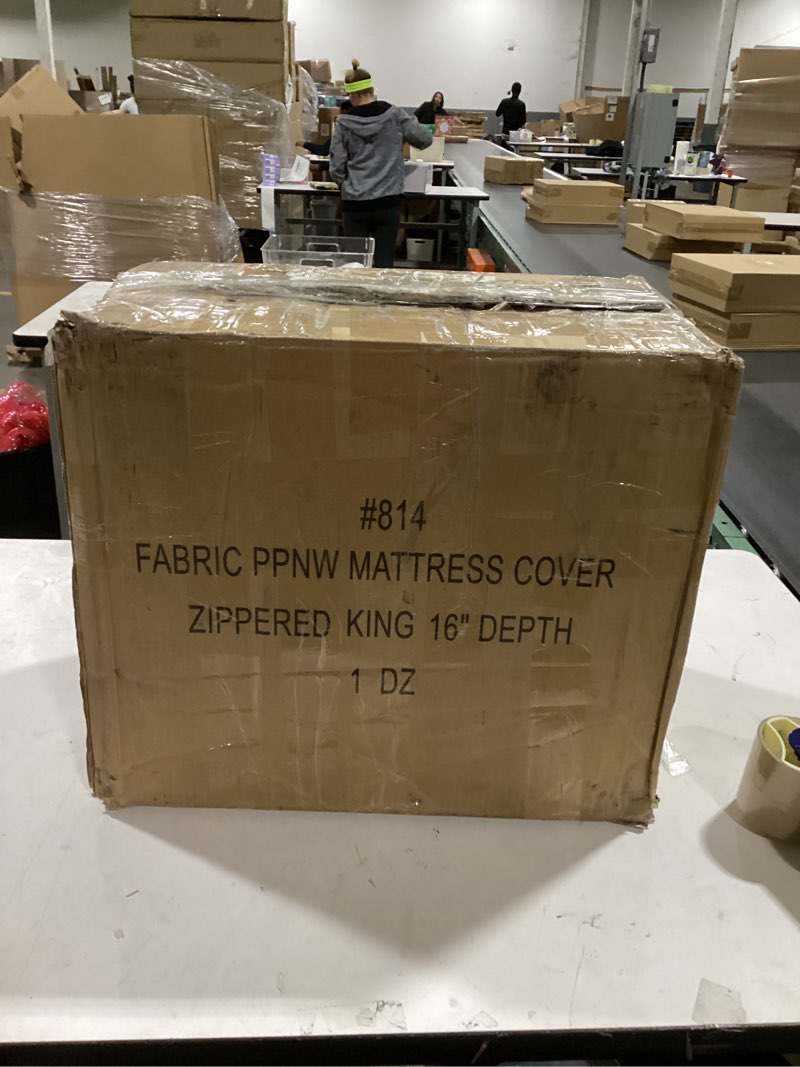 #814
FABRIC PPNW MATTRESS COVER
ZIPPERED KING 16" DEPTH
1 DZ